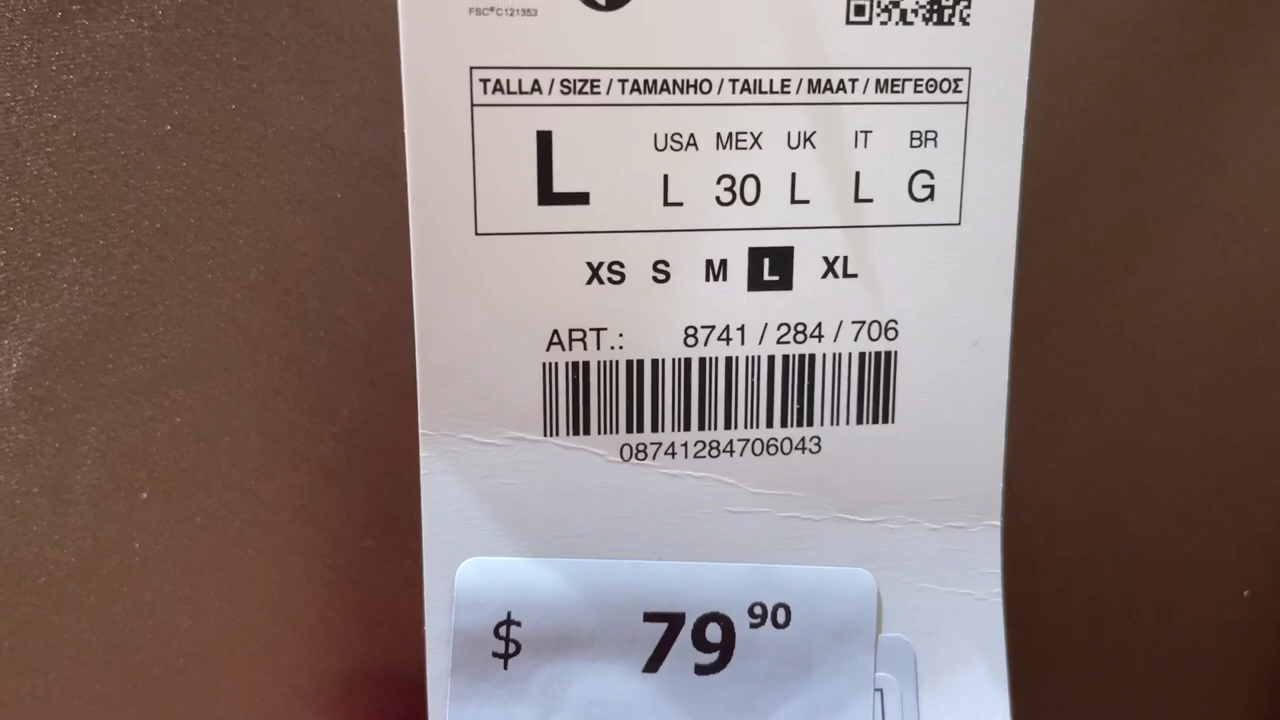 FSC®C121353
TALLA / SIZE / TAMANHO / TAILLE / MAAT / ΜΕΓΕΘΟΣ
L
USA MEX UK IT BR
L 30 L L G
XS S M L XL
ART.: 8741 / 284 / 706
08741284706043
$ 79 90